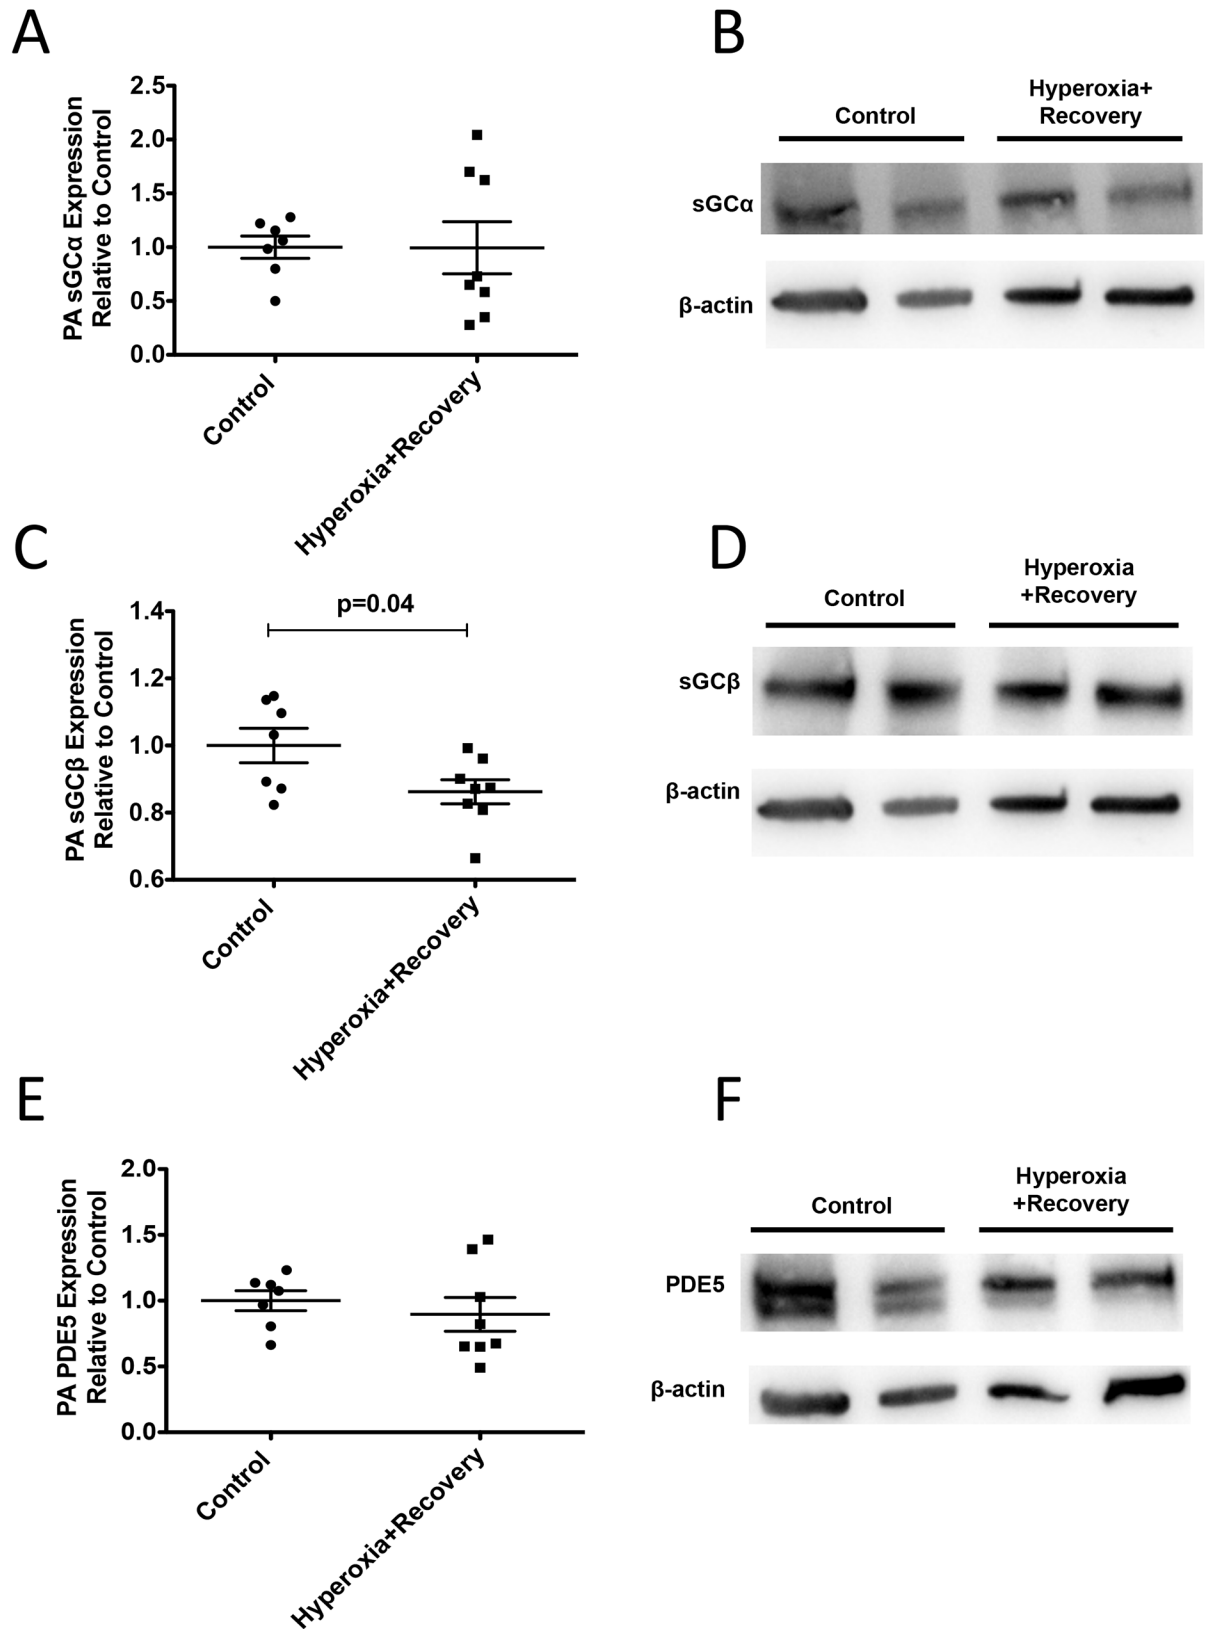 A
PA sGCα Expression
Relative to Control
2.5
2.0
1.5
1.0
0.5
0.0
Control
Hyperoxia+Recovery
B
Control
Hyperoxia+
Recovery
sGCα
β-actin
C
PA sGCβ Expression
Relative to Control
1.4
1.2
1.0
0.8
0.6
p=0.04
Control
Hyperoxia+Recovery
D
Control
Hyperoxia
+Recovery
sGCβ
β-actin
E
PA PDE5 Expression
Relative to Control
2.0
1.5
1.0
0.5
0.0
Control
Hyperoxia+Recovery
F
Control
Hyperoxia
+Recovery
PDE5
β-actin